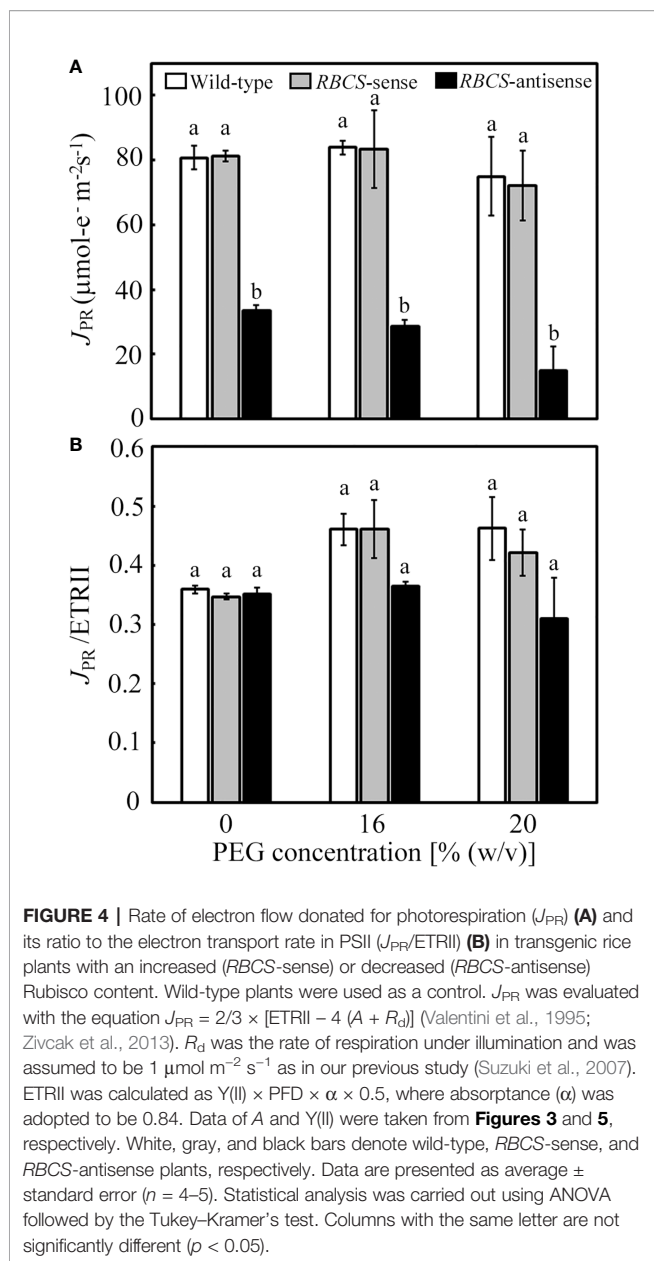 A
Wild-type RBCS-sense RBCS-antisense
100
80
60
40
20
0
J_PR (μmol-e⁻ m⁻²s⁻¹)
a a b
a a b
a a b
B
0.6
0.5
0.4
0.3
0.2
0.1
0
J_PR/ETRII
a a a
a a a
a a a
0 16 20
PEG concentration [% (w/v)]
FIGURE 4 | Rate of electron flow donated for photorespiration (J_PR) (A) and
its ratio to the electron transport rate in PSII (J_PR/ETRII) (B) in transgenic rice
plants with an increased (RBCS-sense) or decreased (RBCS-antisense)
Rubisco content. Wild-type plants were used as a control. J_PR was evaluated
with the equation J_PR = 2/3 × [ETRII – 4 (A + R_d)] (Valentini et al., 1995;
Zivcak et al., 2013). R_d was the rate of respiration under illumination and was
assumed to be 1 μmol m⁻² s⁻¹ as in our previous study (Suzuki et al., 2007).
ETRII was calculated as Y(II) × PFD × α × 0.5, where absorptance (α) was
adopted to be 0.84. Data of A and Y(II) were taken from Figures 3 and 5,
respectively. White, gray, and black bars denote wild-type, RBCS-sense, and
RBCS-antisense plants, respectively. Data are presented as average ±
standard error (n = 4–5). Statistical analysis was carried out using ANOVA
followed by the Tukey–Kramer's test. Columns with the same letter are not
significantly different (p < 0.05).